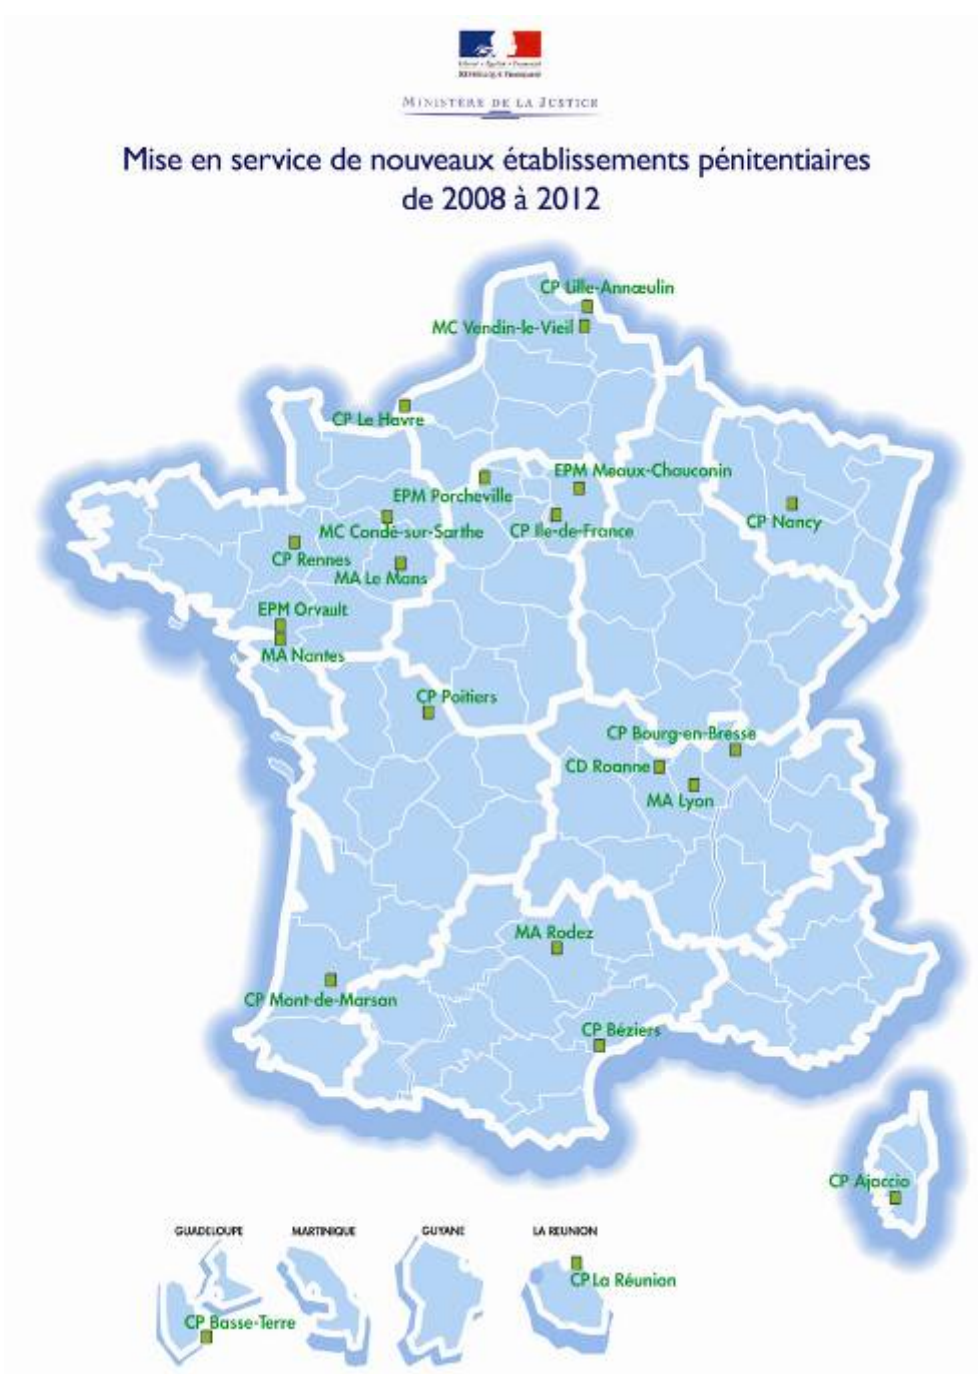 RÉPUBLIQUE FRANÇAISE
MINISTÈRE DE LA JUSTICE
Mise en service de nouveaux établissements pénitentiaires
de 2008 à 2012
CP Lille-Annœulin
MC Vendin-le-Vieil
CP Le Havre
EPM Meaux-Chauconin
EPM Porcheville
CP Nancy
MC Condé-sur-Sarthe
CP Ile-de-France
CP Rennes
MA Le Mans
EPM Orvault
MA Nantes
CP Poitiers
CP Bourg-en-Bresse
CD Roanne
MA Lyon
MA Rodez
CP Mont-de-Marsan
CP Béziers
CP Ajaccio
GUADELOUPE
MARTINIQUE
GUYANE
LA REUNION
CP La Réunion
CP Basse-Terre